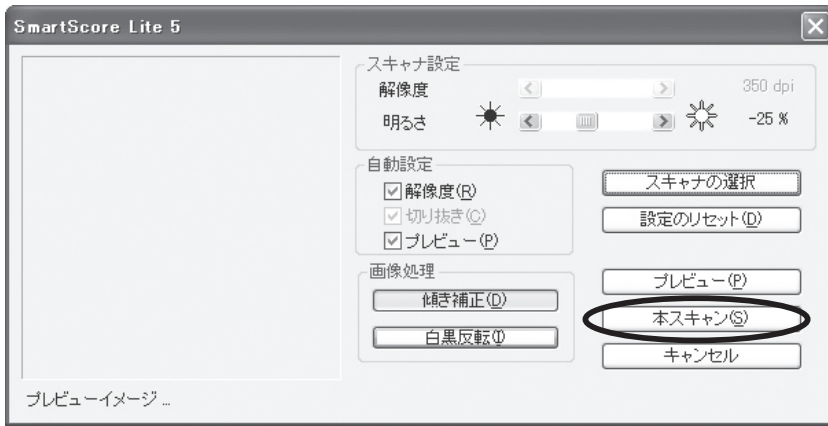 SmartScore Lite 5
スキャナ設定
解像度 350 dpi
明るさ -25 %
自動設定
解像度(R)
切り抜き(C)
プレビュー(P)
スキャナの選択
設定のリセット(D)
画像処理
傾き補正(D)
白黒反転(I)
プレビュー(P)
本スキャン(S)
キャンセル
プレビューイメージ...